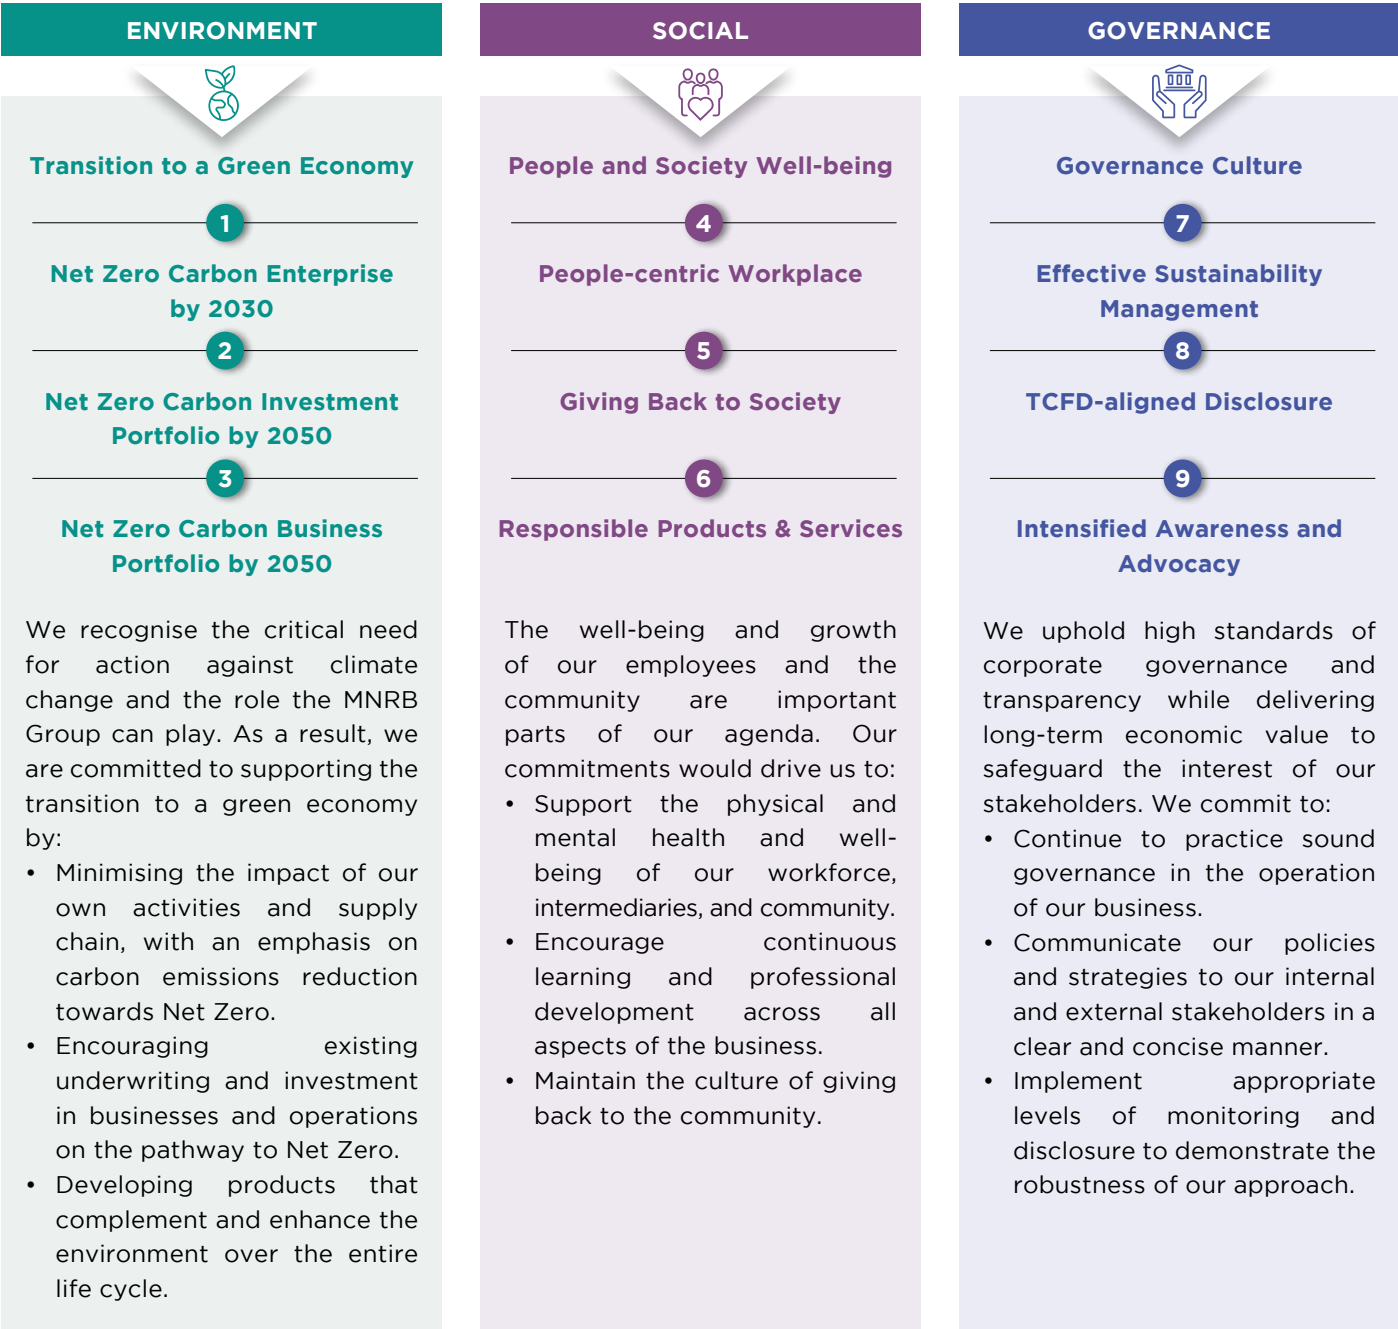 ENVIRONMENT
Transition to a Green Economy
1
Net Zero Carbon Enterprise
by 2030
2
Net Zero Carbon Investment
Portfolio by 2050
3
Net Zero Carbon Business
Portfolio by 2050
We recognise the critical need
for action against climate
change and the role the MNRB
Group can play. As a result, we
are committed to supporting the
transition to a green economy
by:
• Minimising the impact of our
own activities and supply
chain, with an emphasis on
carbon emissions reduction
towards Net Zero.
• Encouraging existing
underwriting and investment
in businesses and operations
on the pathway to Net Zero.
• Developing products that
complement and enhance the
environment over the entire
life cycle.
SOCIAL
People and Society Well-being
4
People-centric Workplace
5
Giving Back to Society
6
Responsible Products & Services
The well-being and growth
of our employees and the
community are important
parts of our agenda. Our
commitments would drive us to:
• Support the physical and
mental health and well-
being of our workforce,
intermediaries, and community.
• Encourage continuous
learning and professional
development across all
aspects of the business.
• Maintain the culture of giving
back to the community.
GOVERNANCE
Governance Culture
7
Effective Sustainability
Management
8
TCFD-aligned Disclosure
9
Intensified Awareness and
Advocacy
We uphold high standards of
corporate governance and
transparency while delivering
long-term economic value to
safeguard the interest of our
stakeholders. We commit to:
• Continue to practice sound
governance in the operation
of our business.
• Communicate our policies
and strategies to our internal
and external stakeholders in a
clear and concise manner.
• Implement appropriate
levels of monitoring and
disclosure to demonstrate the
robustness of our approach.